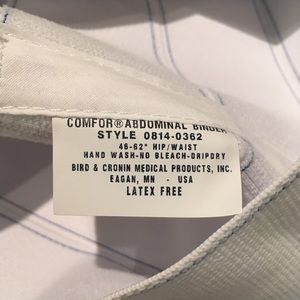 COMFOR®ABDOMINAL BINDER
STYLE 0814-0362
46-62" HIP/WAIST
HAND WASH-NO BLEACH-DRIPDRY
BIRD & CRONIN MEDICAL PRODUCTS, INC.
EAGAN, MN - USA
LATEX FREE